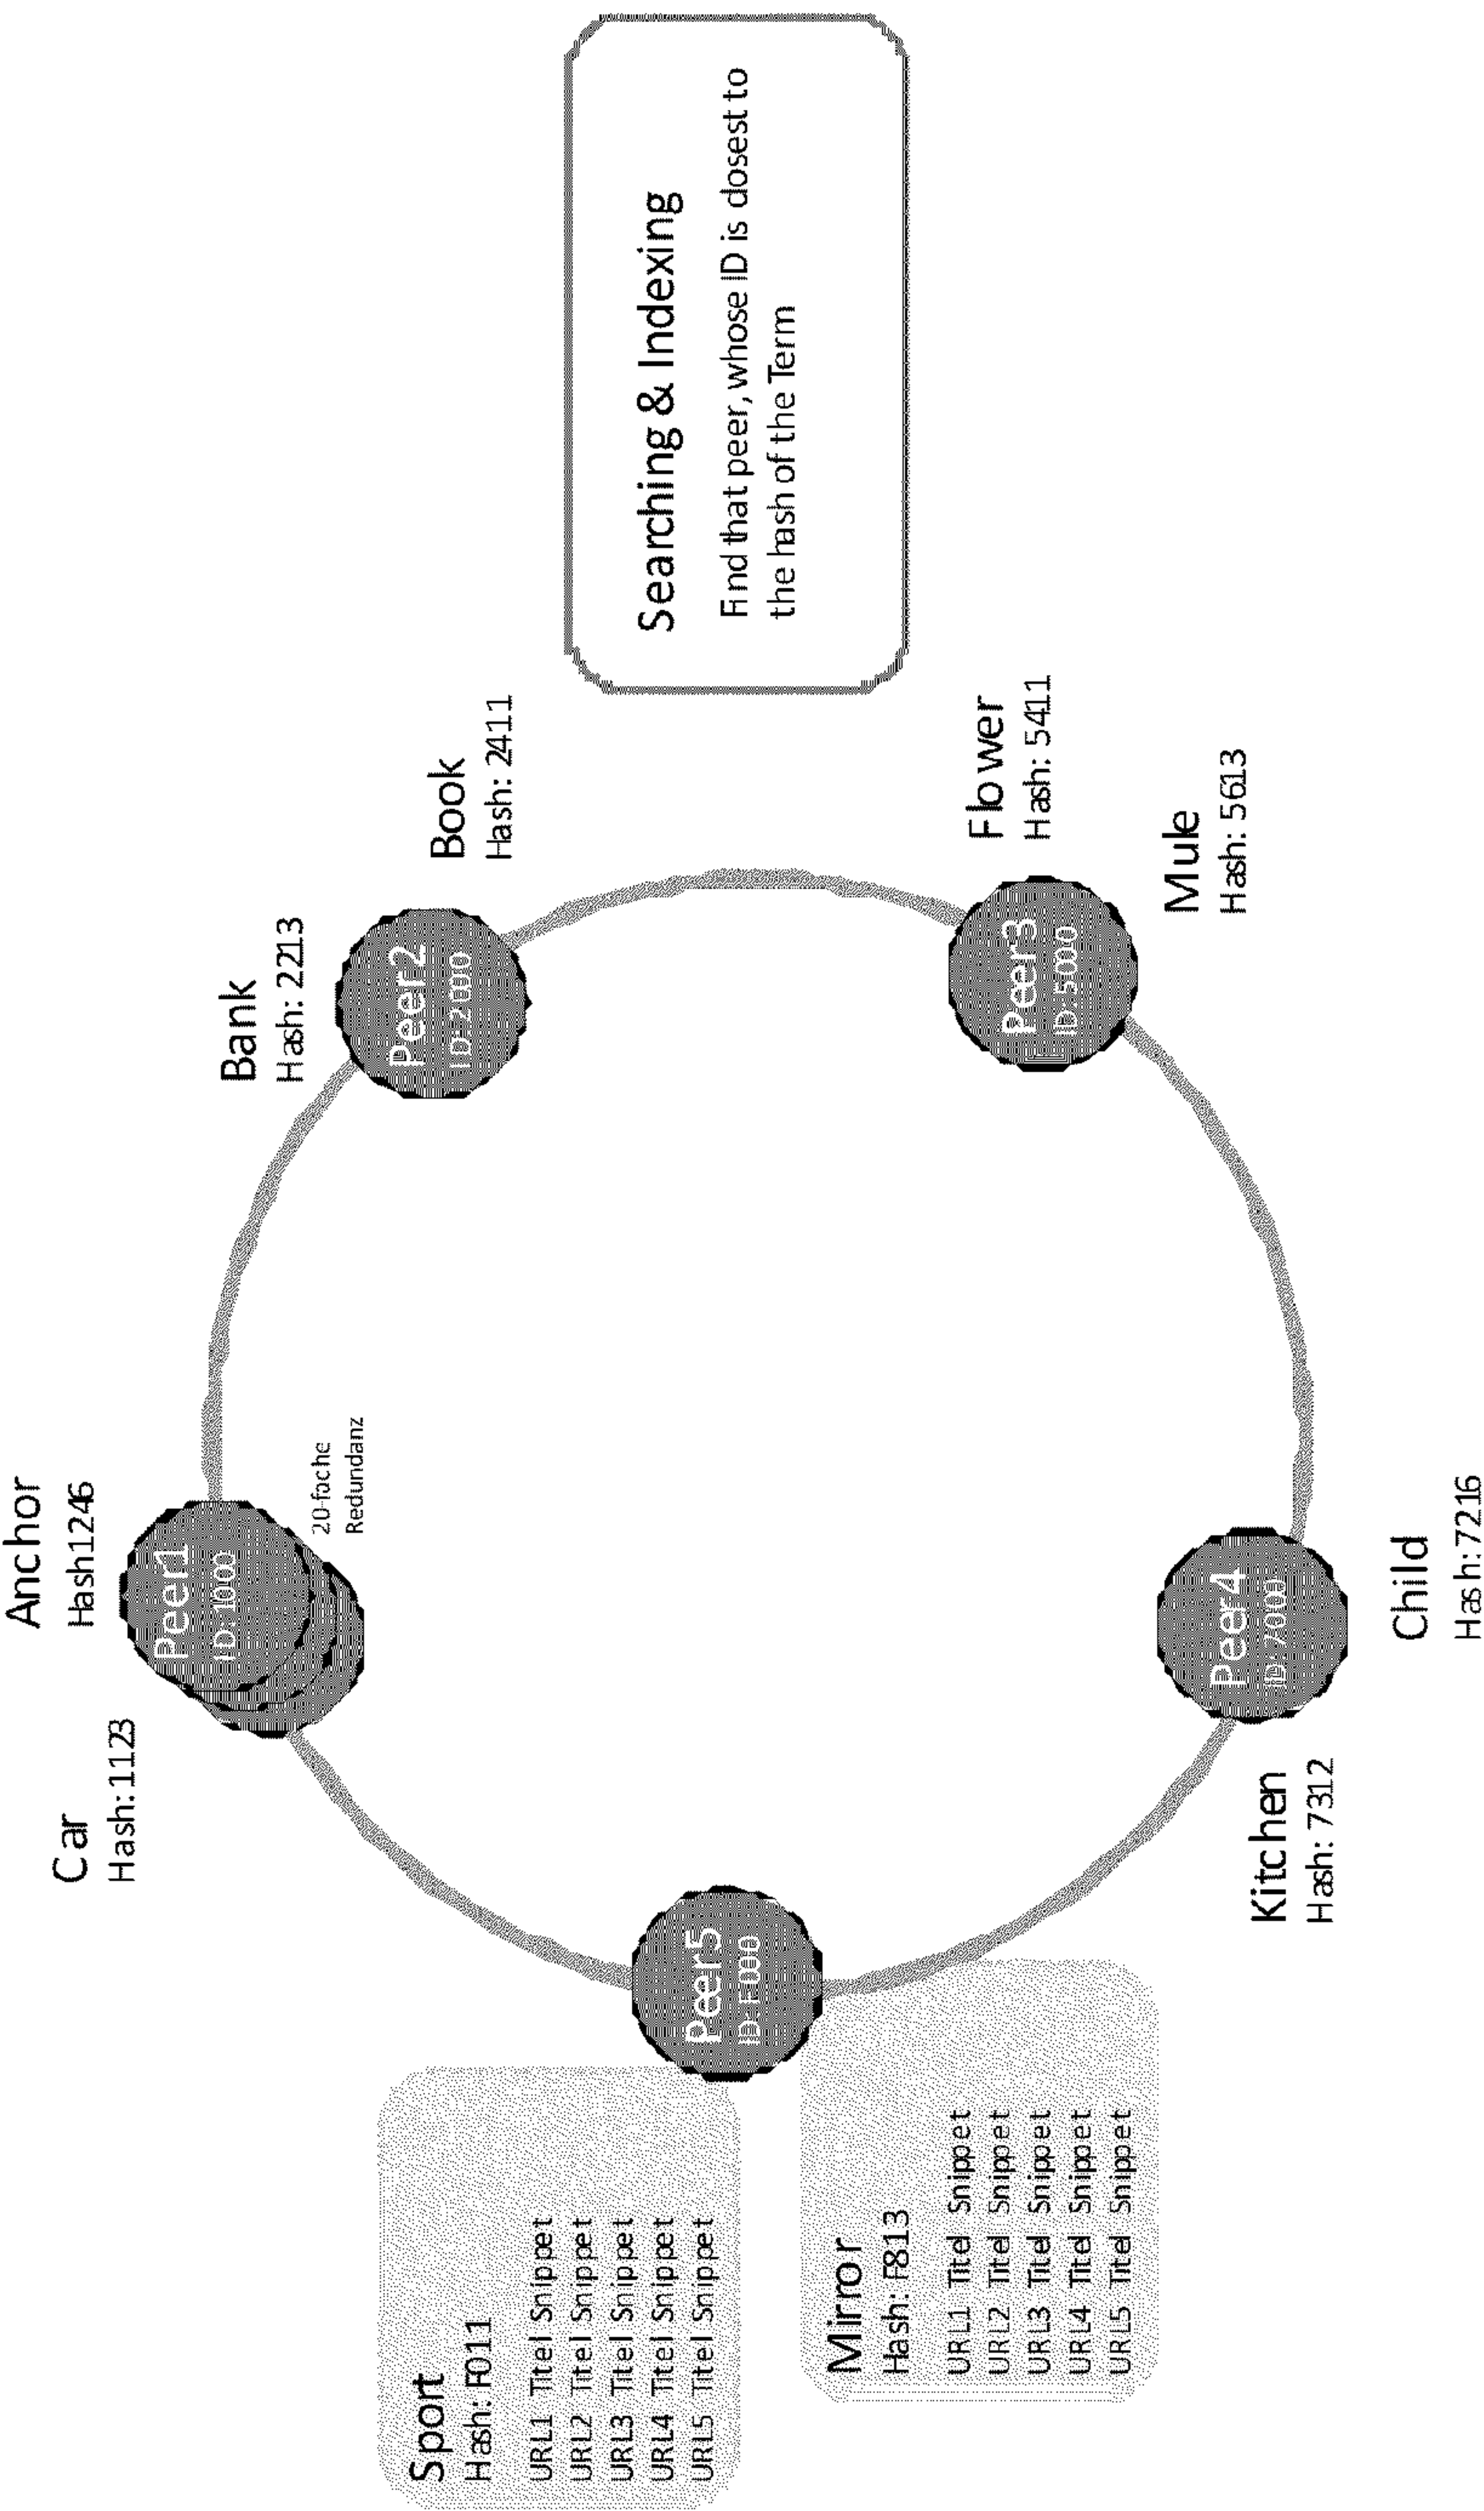 Anchor
Hash1246
Car
Hash:1123
Peer1
ID: 1000
20-fache
Redundanz
Bank
Hash: 2213
Peer2
ID: 2000
Book
Hash: 2411
Searching & Indexing
Find that peer, whose ID is closest to
the hash of the Term
Flower
Hash: 5411
Peer3
ID: 5000
Mule
Hash: 5613
Peer4
ID: 7000
Child
Hash: 7216
Kitchen
Hash: 7312
Peer5
ID: F000
Sport
Hash: F011
URL1 Titel Snippet
URL2 Titel Snippet
URL3 Titel Snippet
URL4 Titel Snippet
URL5 Titel Snippet
Mirror
Hash: F813
URL1 Titel Snippet
URL2 Titel Snippet
URL3 Titel Snippet
URL4 Titel Snippet
URL5 Titel Snippet